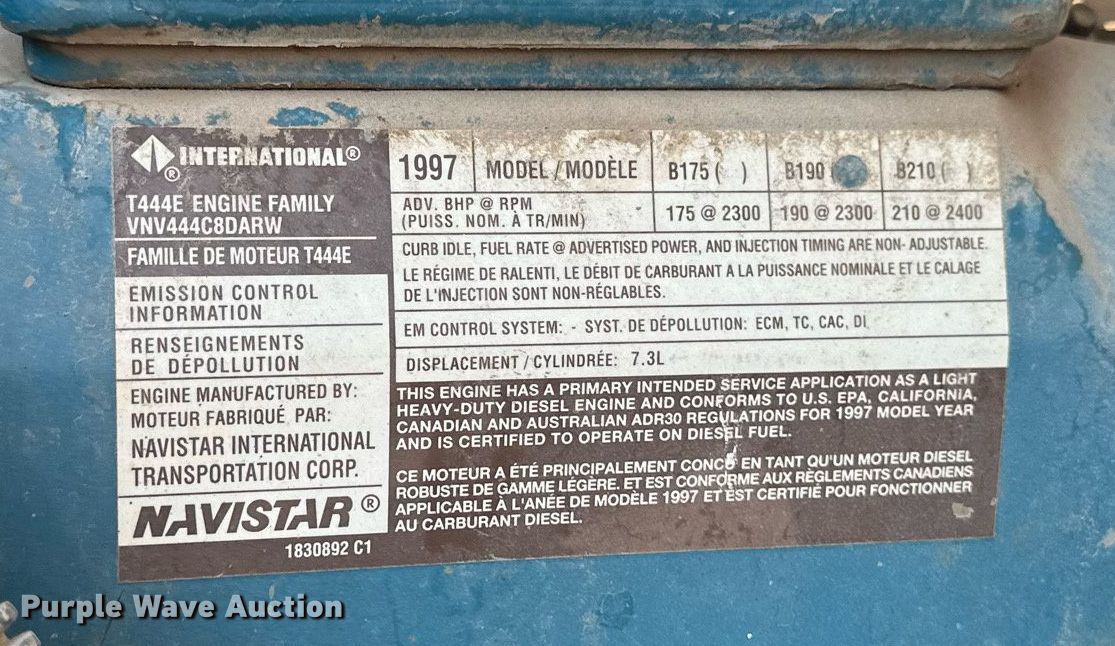 INTERNATIONAL®
®
T444E ENGINE FAMILY
VNV444C8DARW
FAMILLE DE MOTEUR T444E
EMISSION CONTROL
INFORMATION
RENSEIGNEMENTS
DE DÉPOLLUTION
ENGINE MANUFACTURED BY:
MOTEUR FABRIQUÉ PAR:
NAVISTAR INTERNATIONAL
TRANSPORTATION CORP.
NAVISTAR®
1830892 C1
1997 MODEL / MODÈLE B175 ( ) B190 ( B210 ( )
ADV. BHP @ RPM
(PUISS. NOM. À TR/MIN) 175 @ 2300 190 @ 2300 210 @ 2400
CURB IDLE, FUEL RATE @ ADVERTISED POWER, AND INJECTION TIMING ARE NON- ADJUSTABLE.
LE RÉGIME DE RALENTI, LE DÉBIT DE CARBURANT A LA PUISSANCE NOMINALE ET LE CALAGE
DE L'INJECTION SONT NON-RÉGLABLES.
EM CONTROL SYSTEM: - SYST. DE DÉPOLLUTION: ECM, TC, CAC, DI
DISPLACEMENT / CYLINDRÉE: 7.3L
THIS ENGINE HAS A PRIMARY INTENDED SERVICE APPLICATION AS A LIGHT
HEAVY-DUTY DIESEL ENGINE AND CONFORMS TO U.S. EPA, CALIFORNIA,
CANADIAN AND AUSTRALIAN ADR30 REGULATIONS FOR 1997 MODEL YEAR
AND IS CERTIFIED TO OPERATE ON DIESEL FUEL.
CE MOTEUR A ÉTÉ PRINCIPALEMENT CONCU EN TANT QU'UN MOTEUR DIESEL
ROBUSTE DE GAMME LÉGÈRE. ET EST CONFORME AUX RÈGLEMENTS CANADIENS
APPLICABLE À L'ANÉE DE MODÈLE 1997 ET EST CERTIFIÉ POUR FONCTIONNER
AU CARBURANT DIESEL.
Purple Wave Auction